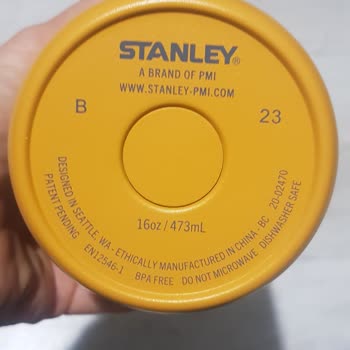 STANLEY®
A BRAND OF PMI
WWW.STANLEY-PMI.COM
B
23
16oz / 473mL
DESIGNED IN SEATTLE, WA - ETHICALLY MANUFACTURED IN CHINA - BC 20-02470
PATENT PENDING EN12546-1 BPA FREE DO NOT MICROWAVE DISHWASHER SAFE